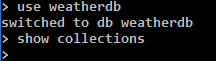 > use weatherdb
switched to db weatherdb
> show collections
>